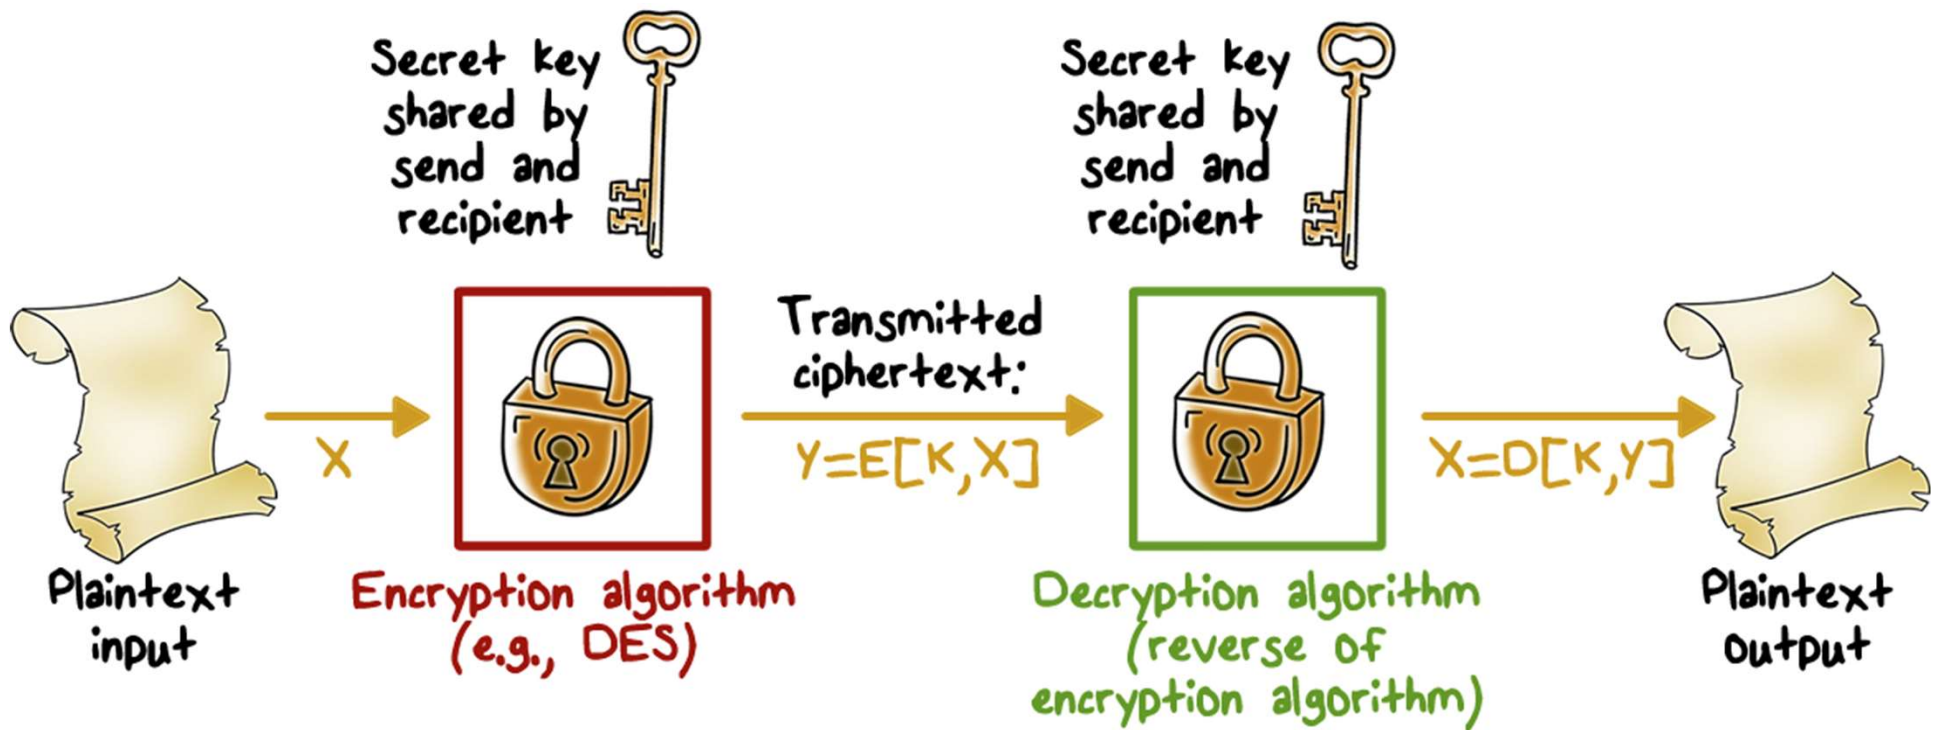 Secret key
shared by
send and
recipient
Secret key
shared by
send and
recipient
Transmitted
ciphertext:
X
Y=E[K,X]
X=D[K,Y]
Plaintext
input
Encryption algorithm
(e.g., DES)
Decryption algorithm
(reverse of
encryption algorithm)
Plaintext
output